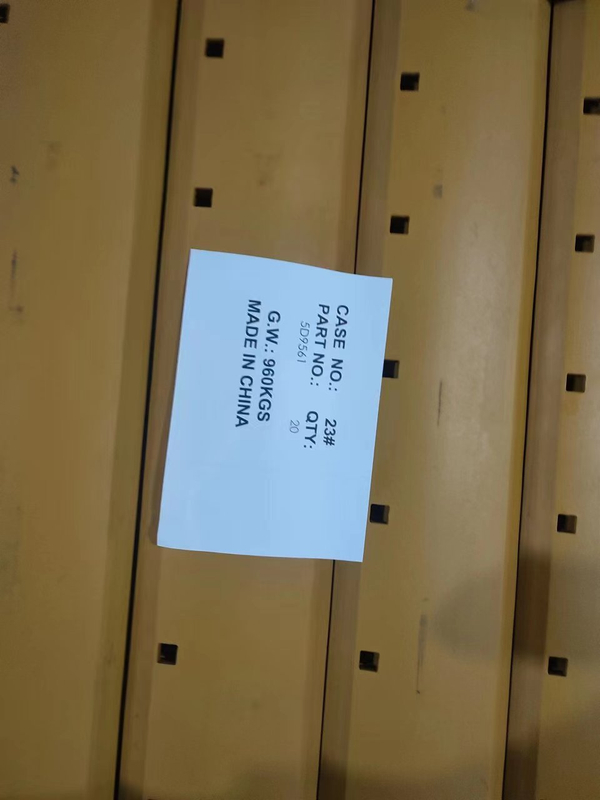 CASE NO.: 23#
PART NO.: QTY:
5D9561 20
G.W.: 960KGS
MADE IN CHINA